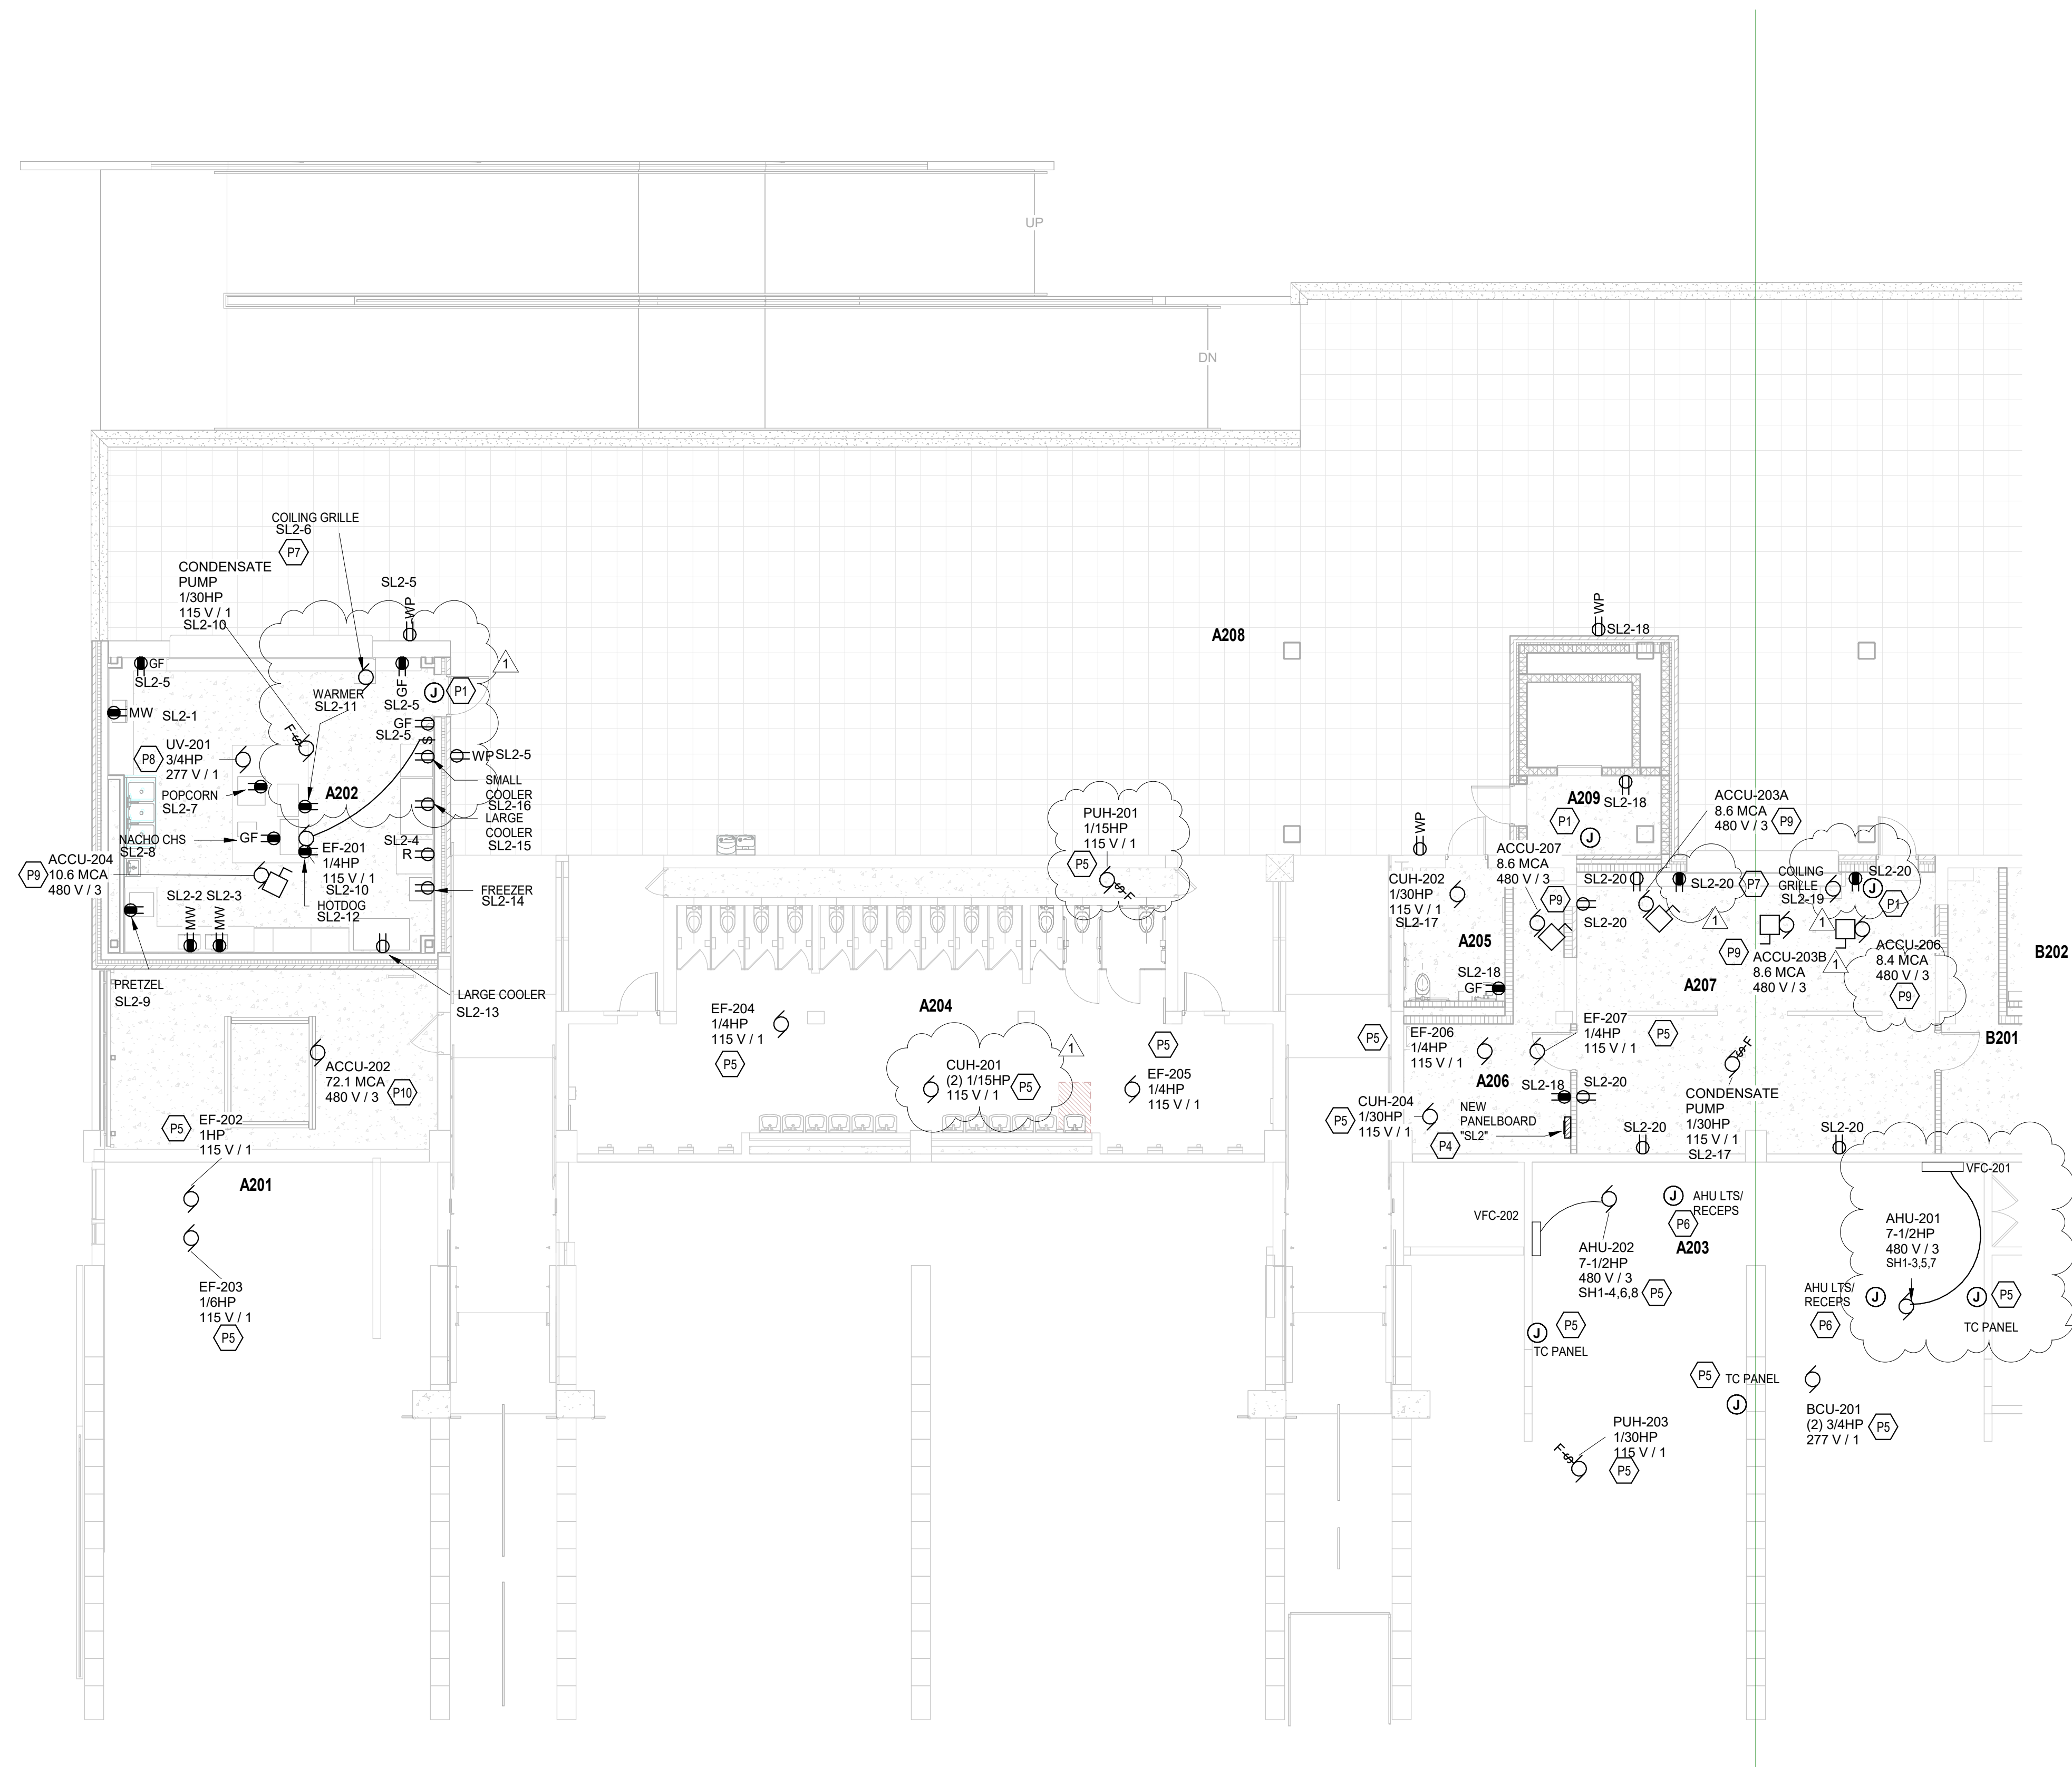 UP
DN
COILING GRILLE
SL2-6
P7
CONDENSATE
PUMP
1/30HP
115 V / 1
SL2-10
SL2-5
WP
GF
SL2-5
MW
SL2-1
WARMER
SL2-11
GF
SL2-5
J
P1
1
GF
SL2-5
$
WP
SL2-5
F
$
P8
UV-201
3/4HP
277 V / 1
POPCORN
SL2-7
A202
SMALL
COOLER
SL2-16
LARGE
COOLER
SL2-15
NACHO CHS
SL2-8
GF
EF-201
1/4HP
115 V / 1
SL2-10
HOTDOG
SL2-12
SL2-4
R
FREEZER
SL2-14
P9
ACCU-204
10.6 MCA
480 V / 3
SL2-2
SL2-3
MW
MW
PRETZEL
SL2-9
LARGE COOLER
SL2-13
ACCU-202
72.1 MCA
480 V / 3
P10
P5
EF-202
1HP
115 V / 1
A201
EF-203
1/6HP
115 V / 1
P5
A208
PUH-201
1/15HP
115 V / 1
P5
$
F
EF-204
1/4HP
115 V / 1
P5
A204
CUH-201
(2) 1/15HP
115 V / 1
P5
1
P5
EF-205
1/4HP
115 V / 1
WP
SL2-18
A209
P1
J
SL2-18
WP
CUH-202
1/30HP
115 V / 1
SL2-17
ACCU-207
8.6 MCA
480 V / 3
P9
ACCU-203A
8.6 MCA
480 V / 3
P9
SL2-20
SL2-20
SL2-20
1
P7
COILING
GRILLE
SL2-19
SL2-20
J
P1
1
A205
SL2-18
GF
A207
P9
ACCU-203B
8.6 MCA
480 V / 3
1
ACCU-206
8.4 MCA
480 V / 3
P9
B202
B201
P5
EF-206
1/4HP
115 V / 1
EF-207
1/4HP
115 V / 1
P5
$
F
A206
SL2-18
SL2-20
P5
CUH-204
1/30HP
115 V / 1
P4
NEW
PANELBOARD
"SL2"
CONDENSATE
PUMP
1/30HP
115 V / 1
SL2-17
SL2-20
SL2-20
VFC-202
AHU-202
7-1/2HP
480 V / 3
SH1-4,6,8
P5
J
AHU LTS/
RECEPS
P6
A203
VFC-201
AHU-201
7-1/2HP
480 V / 3
SH1-3,5,7
AHU LTS/
RECEPS
P6
J
J
P5
TC PANEL
J
P5
TC PANEL
P5
TC PANEL
J
BCU-201
(2) 3/4HP
277 V / 1
P5
PUH-203
1/30HP
115 V / 1
P5
F
$